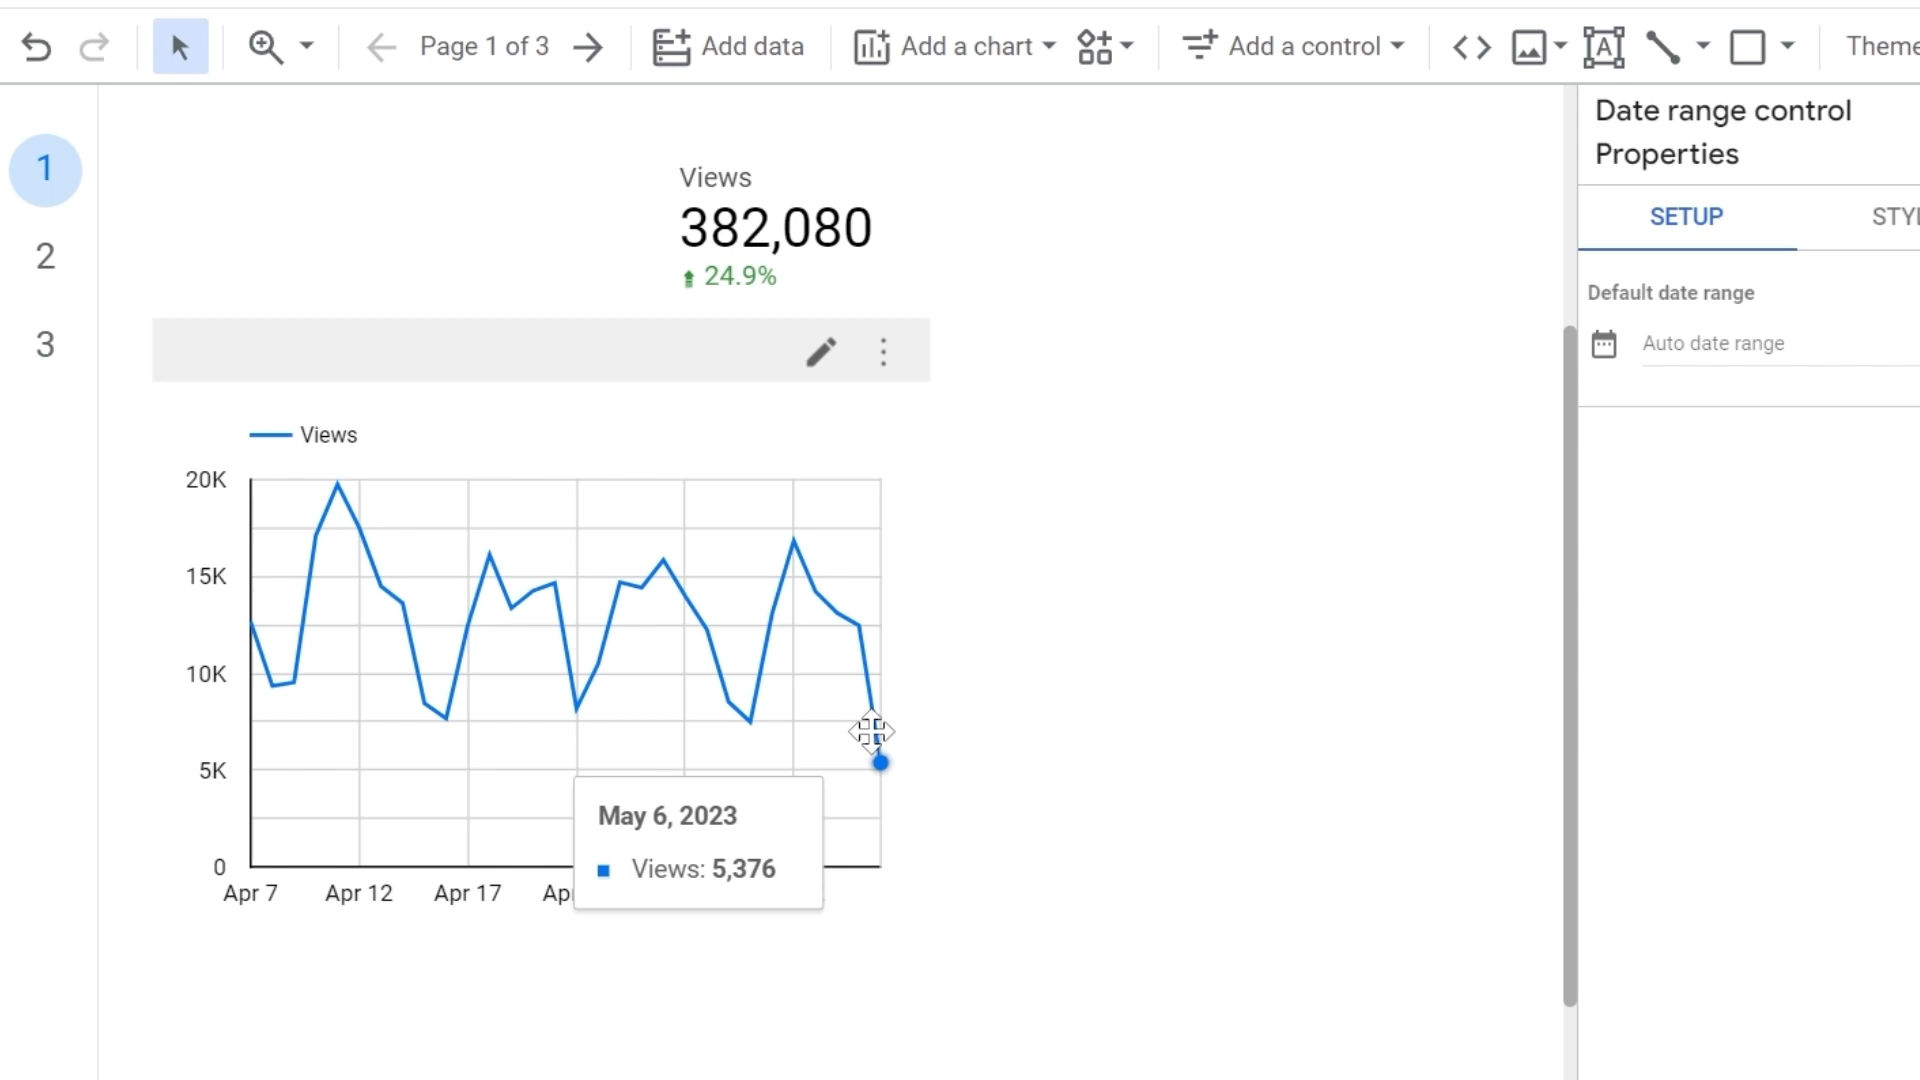 Page 1 of 3 Add data Add a chart Add a control
Date range control
Properties
1
2
3
SETUP
Default date range
Auto date range
Views
382,080
24.9%
Views
20K
15K
10K
5K
0
May 6, 2023
Views: 5,376
Apr 7 Apr 12 Apr 17